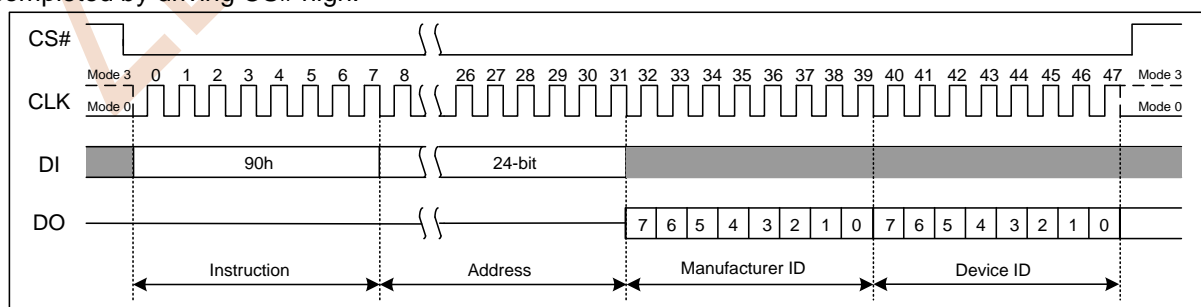 completed by driving CS# high.
CS#
Mode 3 0 1 2 3 4 5 6 7 8 26 27 28 29 30 31 32 33 34 35 36 37 38 39 40 41 42 43 44 45 46 47 Mode 3
CLK Mode 0 Mode 0
DI 90h 24-bit
DO 7 6 5 4 3 2 1 0 7 6 5 4 3 2 1 0
Instruction Address Manufacturer ID Device ID